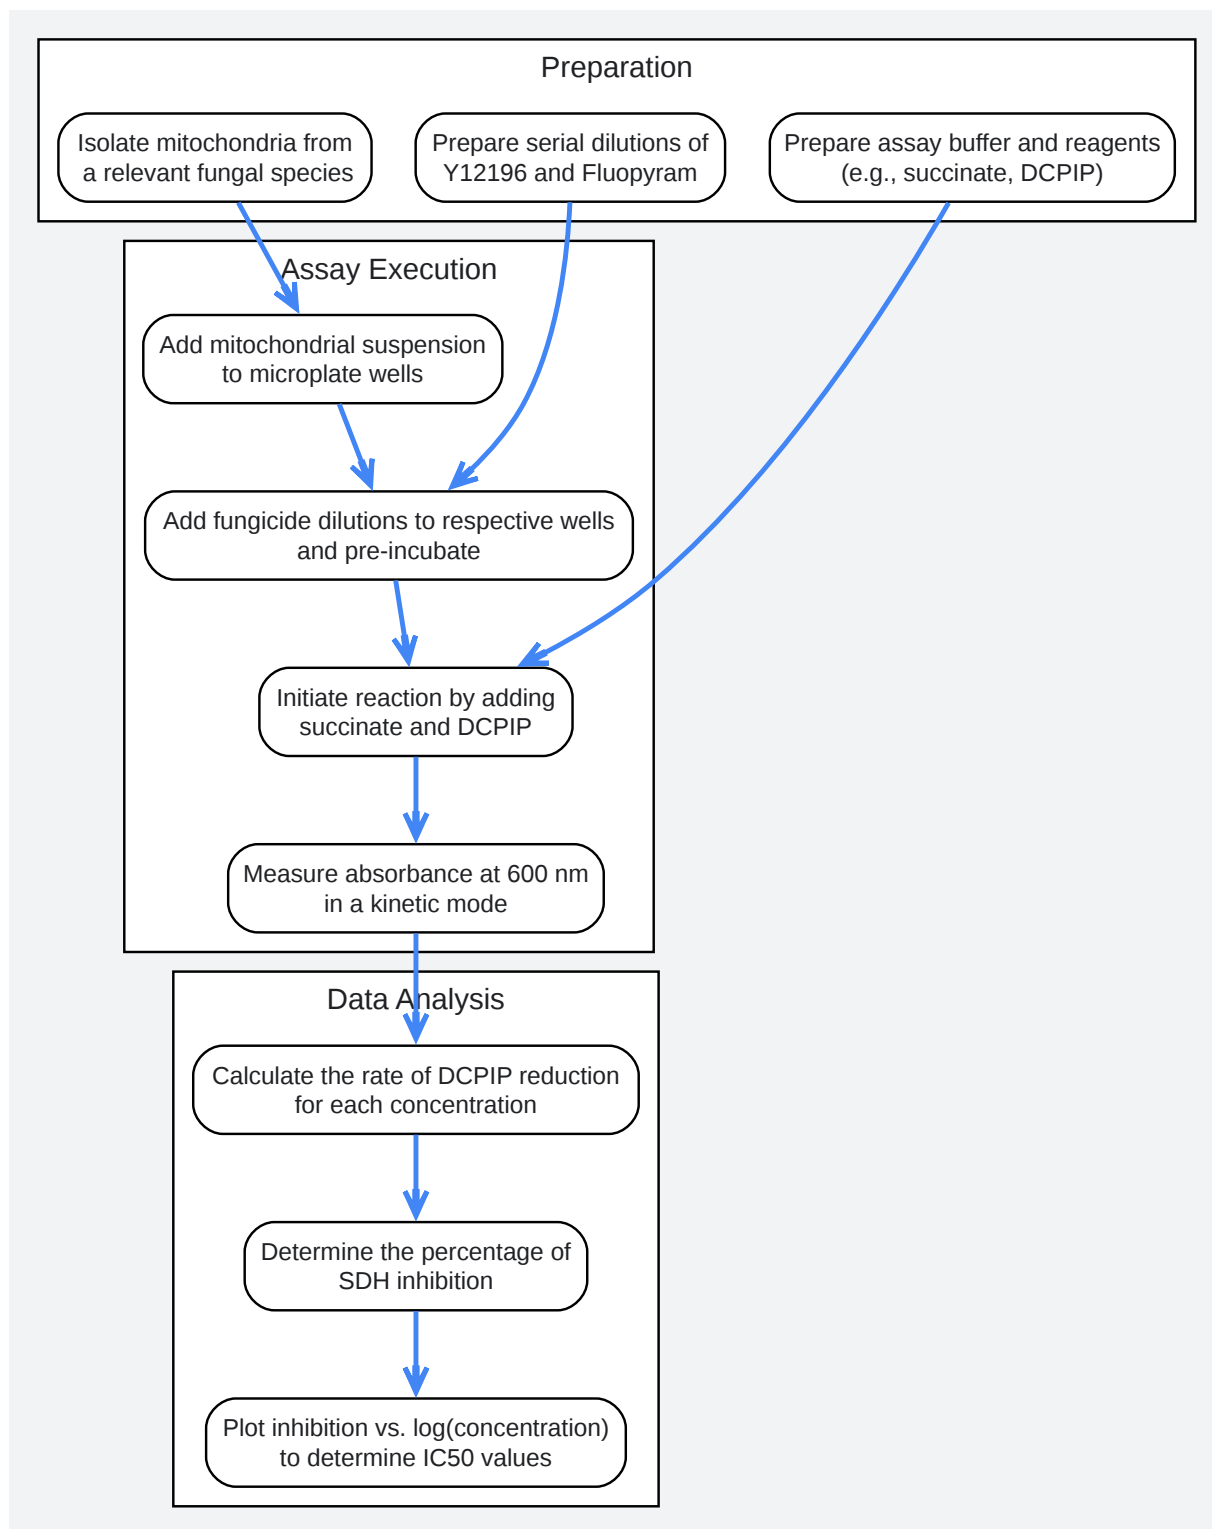 Preparation
Isolate mitochondria from
a relevant fungal species
Prepare serial dilutions of
Y12196 and Fluopyram
Prepare assay buffer and reagents
(e.g., succinate, DCPIP)
Assay Execution
Add mitochondrial suspension
to microplate wells
Add fungicide dilutions to respective wells
and pre-incubate
Initiate reaction by adding
succinate and DCPIP
Measure absorbance at 600 nm
in a kinetic mode
Data Analysis
Calculate the rate of DCPIP reduction
for each concentration
Determine the percentage of
SDH inhibition
Plot inhibition vs. log(concentration)
to determine IC50 values